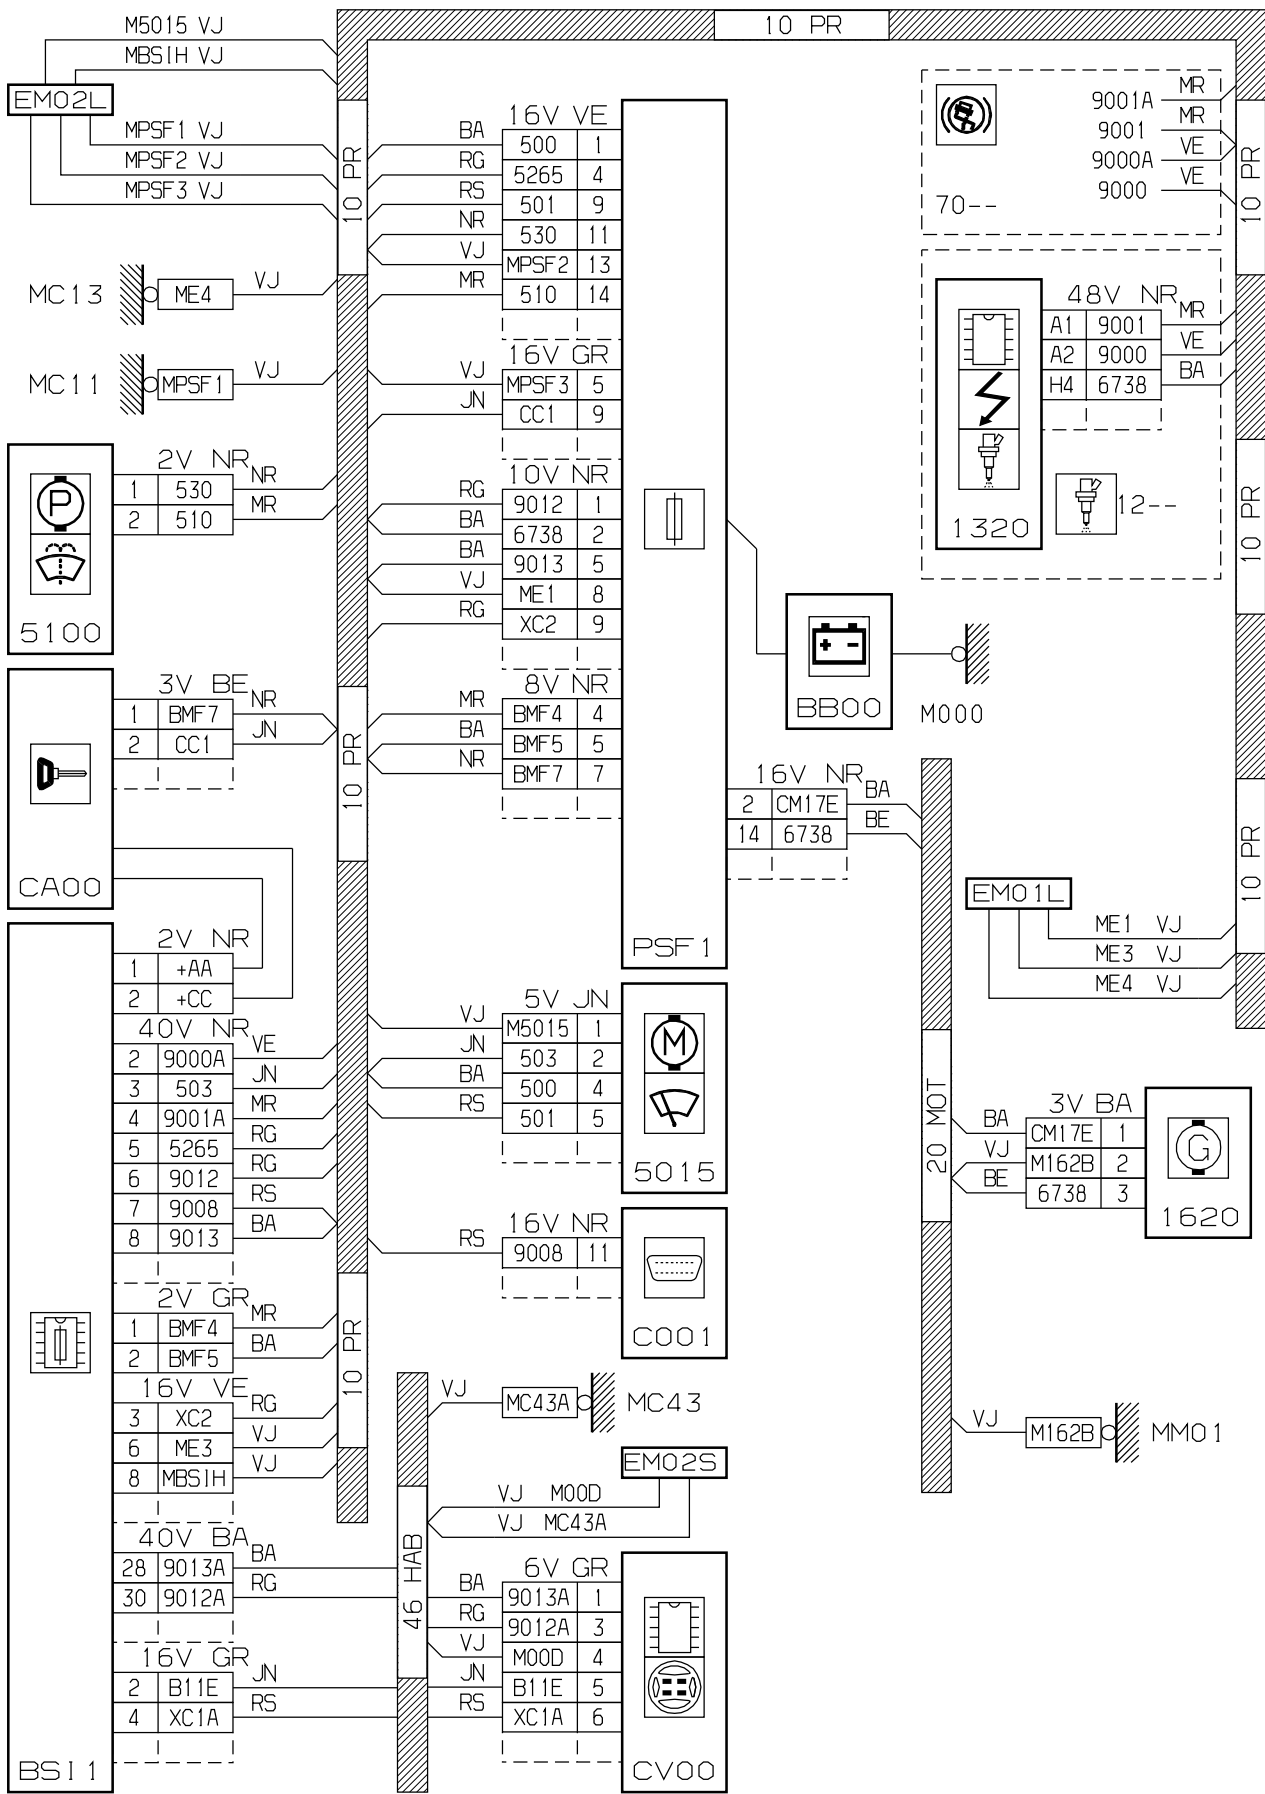 M5015 VJ
MBSIH VJ
EM02L
MPSF1 VJ
MPSF2 VJ
MPSF3 VJ
10 PR
10 PR
MC13
ME4
VJ
MC11
MPSF1
VJ
2V NR
1 530 NR
2 510 MR
P
5100
3V BE
1 BMF7 NR
2 CC1 JN
CA00
10 PR
2V NR
1 +AA
2 +CC
40V NR
2 9000A VE
3 503 JN
4 9001A MR
5 5265 RG
6 9012 RG
7 9008 RS
8 9013 BA
2V GR
1 BMF4 MR
2 BMF5 BA
10 PR
16V VE
3 XC2 RG
6 ME3 VJ
8 MBSIH VJ
40V BA
28 9013A BA
30 9012A RG
16V GR
2 B11E JN
4 XC1A RS
BSI1
16V VE
BA 500 1
RG 5265 4
RS 501 9
NR 530 11
VJ MPSF2 13
MR 510 14
16V GR
VJ MPSF3 5
JN CC1 9
10V NR
RG 9012 1
BA 6738 2
BA 9013 5
VJ ME1 8
RG XC2 9
8V NR
MR BMF4 4
BA BMF5 5
NR BMF7 7
PSF1
16V NR
2 CM17E BA
14 6738 BE
5V JN
VJ M5015 1
JN 503 2
BA 500 4
RS 501 5
M
5015
16V NR
RS 9008 11
C001
VJ MC43A MC43
EM02S
VJ M00D
VJ MC43A
46 HAB
6V GR
BA 9013A 1
RG 9012A 3
VJ M00D 4
JN B11E 5
RS XC1A 6
CV00
9001A MR
9001 MR
9000A VE
9000 VE
70--
10 PR
48V NR
A1 9001 MR
A2 9000 VE
H4 6738 BA
1320
12--
10 PR
BB00
M000
10 PR
EM01L
ME1 VJ
ME3 VJ
ME4 VJ
20 MOT
3V BA
BA CM17E 1
VJ M162B 2
BE 6738 3
G
1620
VJ M162B MM01